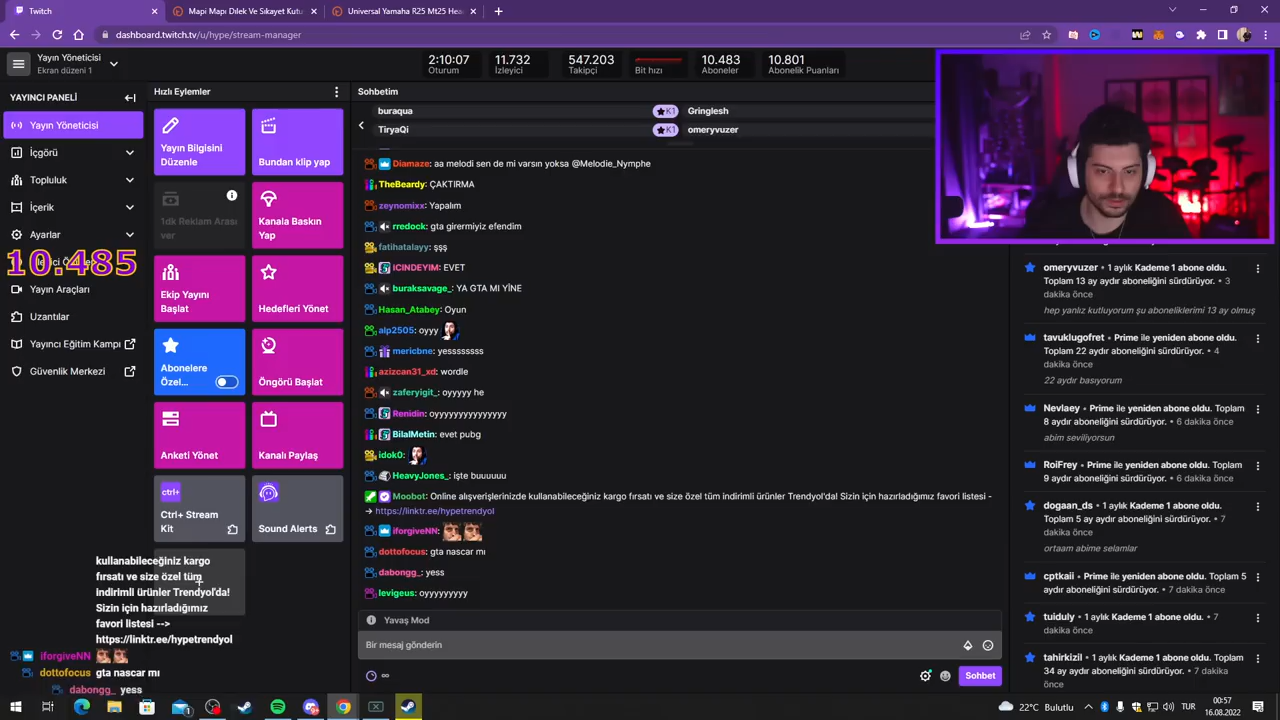 Twitch
Mapi Mapı Dilek Ve Sikayet Kutu
Universal Yamaha R25 Mt25 Hea
dashboard.twitch.tv/u/hype/stream-manager
Yayın Yöneticisi
Ekran düzeni 1
2:10:07
Oturum
11.732
İzleyici
547.203
Takipçi
Bit hızı
10.483
Aboneler
10.801
Abonelik Puanları
YAYINCI PANELİ
Yayın Yöneticisi
İçgörü
Topluluk
İçerik
Ayarlar
10.485
Yayın Araçları
Uzantılar
Yayıncı Eğitim Kampı
Güvenlik Merkezi
Hızlı Eylemler
Yayın Bilgisini
Düzenle
Bundan klip yap
1dk Reklam Arası
ver
Kanala Baskın
Yap
Ekip Yayını
Başlat
Hedefleri Yönet
Abonelere
Özel...
Öngörü Başlat
Anketi Yönet
Kanalı Paylaş
ctrl+
Ctrl+ Stream
Kit
Sound Alerts
kullanabileceğiniz kargo
fırsatı ve size özel tüm
indirimli ürünler Trendyol'da!
Sizin için hazırladığımız
favori listesi -->
https://linktr.ee/hypetrendyol
iforgiveNN
dottofocus gta nascar mı
dabongg_ yess
Sohbetim
buraqua
K1 Gringlesh
TiryaQi
K1 omeryvuzer
Diamaze: aa melodi sen de mi varsın yoksa @Melodie_Nymphe
TheBeardy: ÇAKTIRMA
zeynomixx: Yapalım
rredock: gta girermiyiz efendim
fatihatalayy: şşş
ICINDEYIM: EVET
buraksavage_: YA GTA MI YİNE
Hasan_Atabey: Oyun
alp2505: oyyy
mericbne: yessssssss
azizcan31_xd: wordle
zaferyigit_: oyyyyy he
Renidin: oyyyyyyyyyyyyyyy
BilalMetin: evet pubg
idok0:
HeavyJones_: işte buuuuuu
Moobot: Online alışverişlerinizde kullanabileceğiniz kargo fırsatı ve size özel tüm indirimli ürünler Trendyol'da! Sizin için hazırladığımız favori listesi -
→ https://linktr.ee/hypetrendyol
iforgiveNN:
dottofocus: gta nascar mı
dabongg_: yess
levigeus: oyyyyyyyy
Yavaş Mod
Bir mesaj gönderin
∞
Sohbet
omeryvuzer • 1 aylık Kademe 1 abone oldu.
Toplam 13 ay aydır aboneliğini sürdürüyor. • 3
dakika önce
hep yanlız kutluyorum şu aboneliklerimi 13 ay olmuş
tavuklugofret • Prime ile yeniden abone oldu.
Toplam 22 aydır aboneliğini sürdürüyor. • 4
dakika önce
22 aydır basıyorum
Nevlaey • Prime ile yeniden abone oldu. Toplam
8 aydır aboneliğini sürdürüyor. • 6 dakika önce
abim seviliyorsun
RoiFrey • Prime ile yeniden abone oldu. Toplam
9 aydır aboneliğini sürdürüyor. • 6 dakika önce
dogaan_ds • 1 aylık Kademe 1 abone oldu.
Toplam 5 ay aydır aboneliğini sürdürüyor. • 7
dakika önce
ortaam abime selamlar
cptkaii • Prime ile yeniden abone oldu. Toplam 5
aydır aboneliğini sürdürüyor. • 7 dakika önce
tuiduly • 1 aylık Kademe 1 abone oldu. • 7
dakika önce
tahirkizil • 1 aylık Kademe 1 abone oldu. Toplam
34 ay aydır aboneliğini sürdürüyor. • 7 dakika
önce
22°C Bulutlu
TUR
00:57
16.08.2022